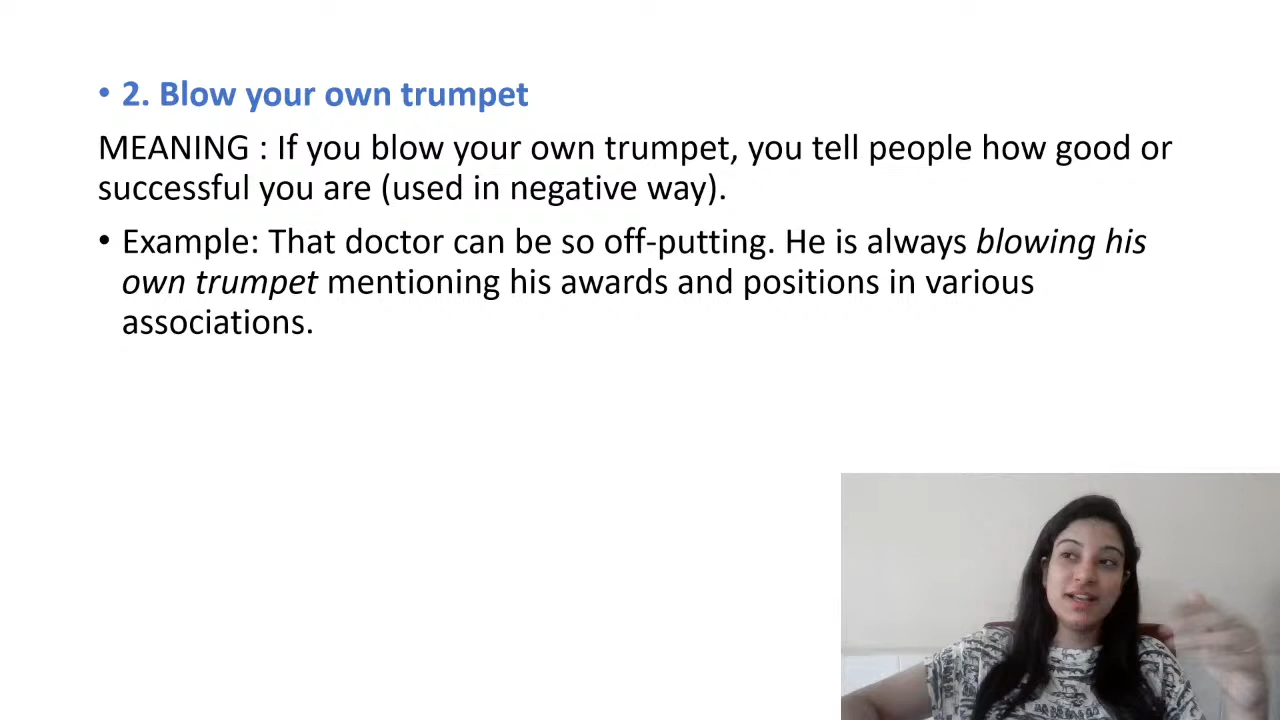 • 2. Blow your own trumpet
MEANING : If you blow your own trumpet, you tell people how good or
successful you are (used in negative way).
• Example: That doctor can be so off-putting. He is always blowing his
own trumpet mentioning his awards and positions in various
associations.